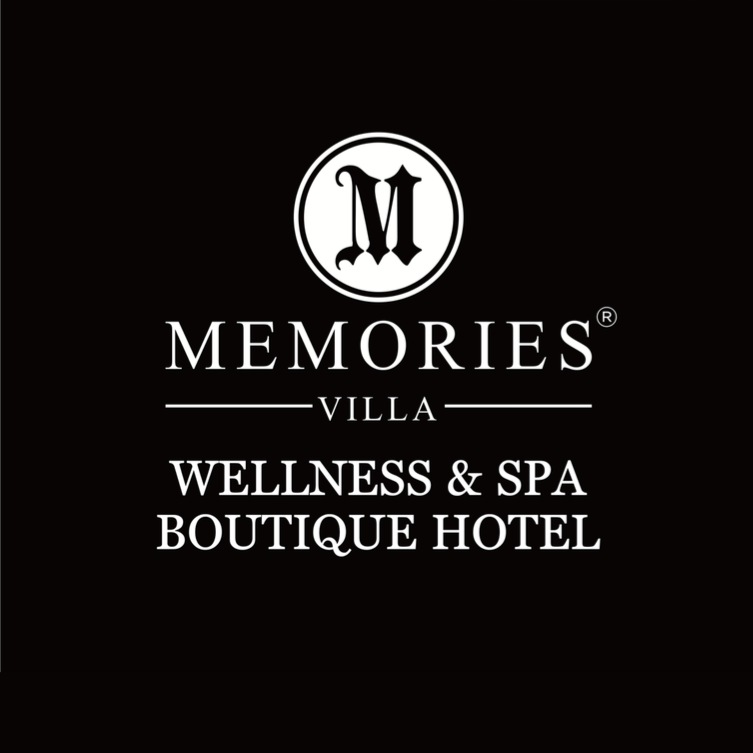 M
MEMORIES®
VILLA
WELLNESS & SPA
BOUTIQUE HOTEL